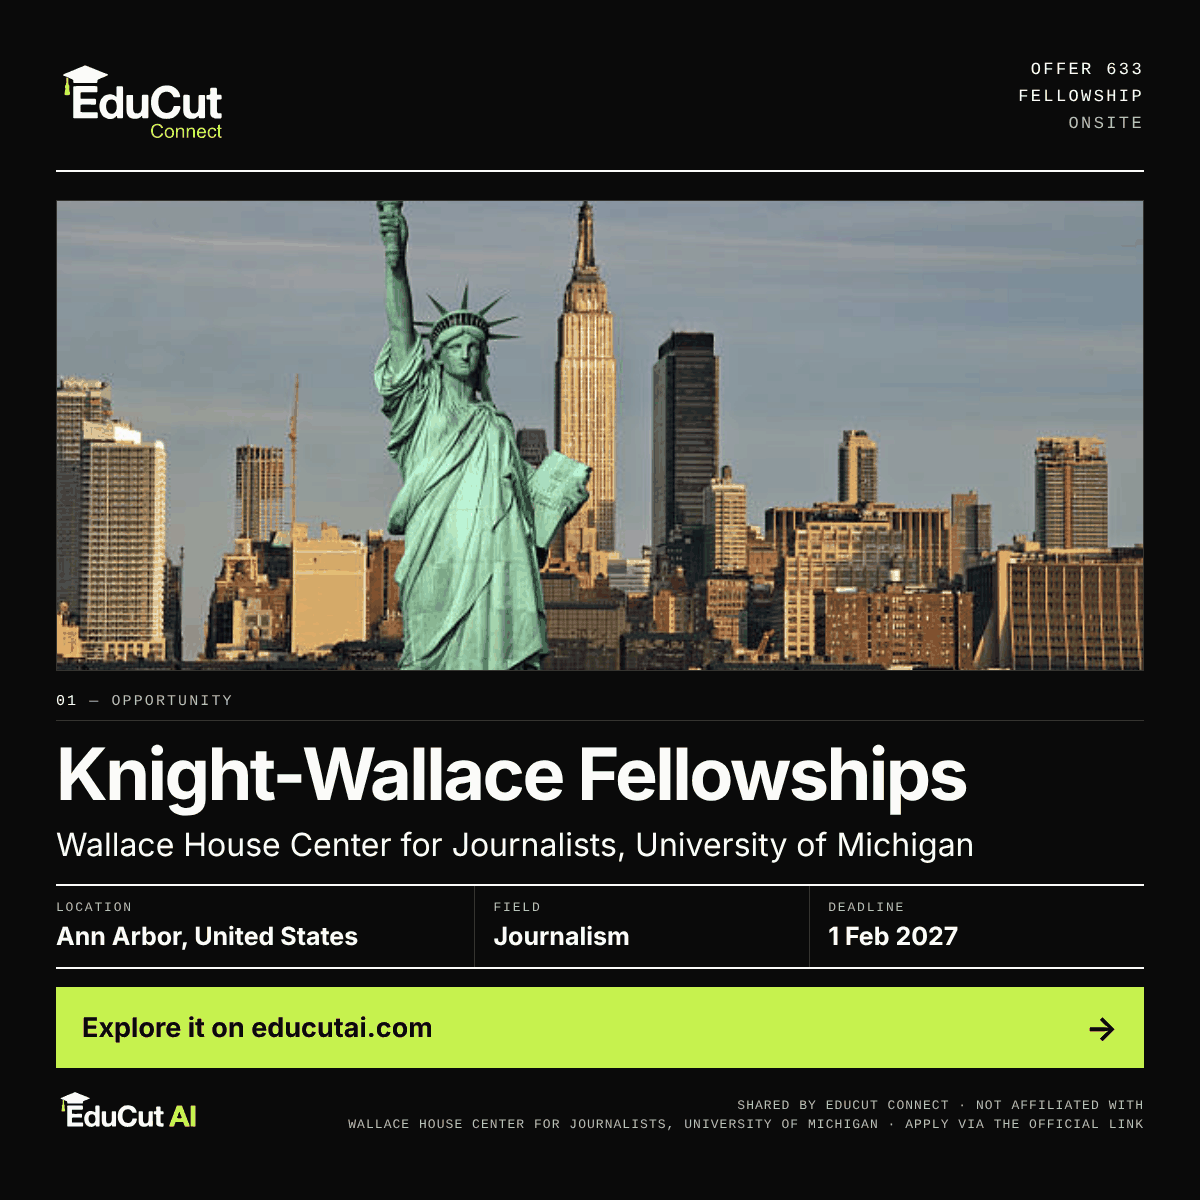 EduCut
Connect
OFFER 633
FELLOWSHIP
ONSITE
01 — OPPORTUNITY
Knight-Wallace Fellowships
Wallace House Center for Journalists, University of Michigan
LOCATION
Ann Arbor, United States
FIELD
Journalism
DEADLINE
1 Feb 2027
Explore it on educutai.com →
EduCut AI
SHARED BY EDUCUT CONNECT · NOT AFFILIATED WITH
WALLACE HOUSE CENTER FOR JOURNALISTS, UNIVERSITY OF MICHIGAN · APPLY VIA THE OFFICIAL LINK